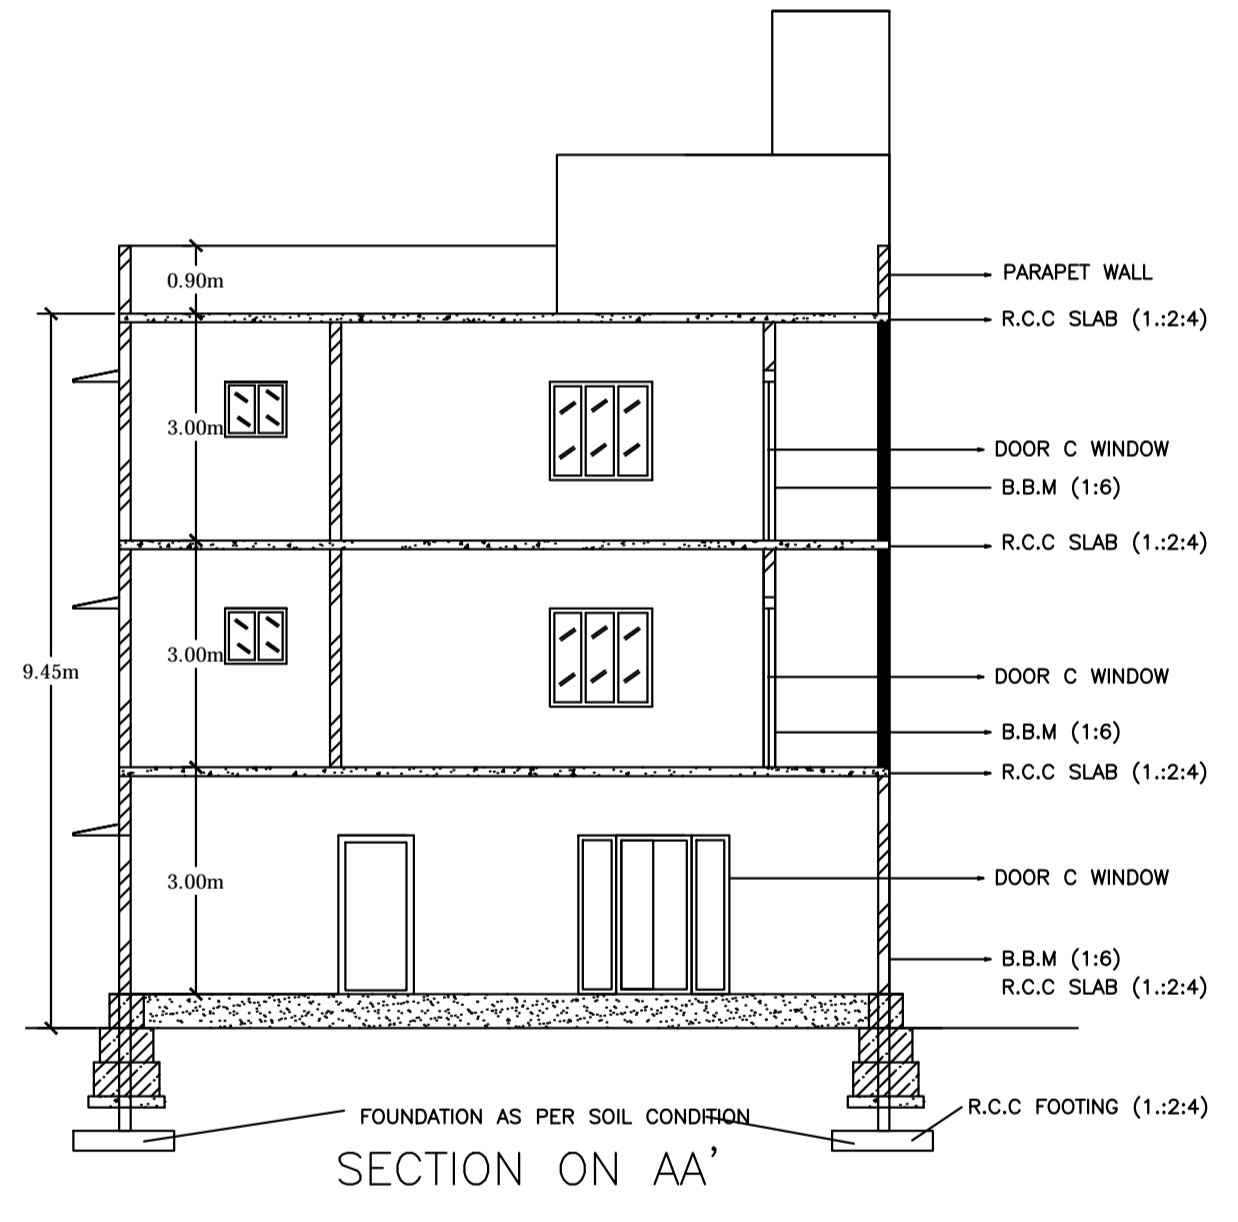 0.90m
PARAPET WALL
R.C.C SLAB (1.:2:4)
3.00m
DOOR C WINDOW
B.B.M (1:6)
R.C.C SLAB (1.:2:4)
3.00m
9.45m
DOOR C WINDOW
B.B.M (1:6)
R.C.C SLAB (1.:2:4)
3.00m
DOOR C WINDOW
B.B.M (1:6)
R.C.C SLAB (1.:2:4)
R.C.C FOOTING (1.:2:4)
FOUNDATION AS PER SOIL CONDITION
SECTION ON AA'